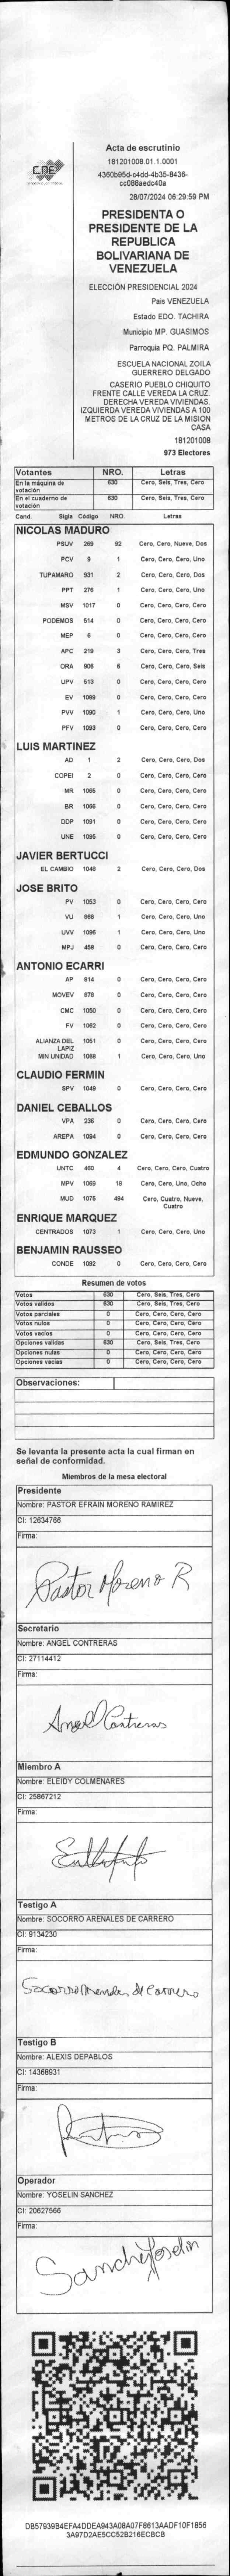 CNE
Acta de escrutinio
181201008.01.1.0001
4360b95d-c4dd-4b35-8436-
cc088aedc40a
28/07/2024 06:29:59 PM
PRESIDENTA O
PRESIDENTE DE LA
REPUBLICA
BOLIVARIANA DE
VENEZUELA
ELECCIÓN PRESIDENCIAL 2024
Pais VENEZUELA
Estado EDO. TACHIRA
Municipio MP. GUASIMOS
Parroquia PQ. PALMIRA
ESCUELA NACIONAL ZOILA
GUERRERO DELGADO
CASERIO PUEBLO CHIQUITO
FRENTE CALLE VEREDA LA CRUZ.
DERECHA VEREDA VIVIENDAS.
IZQUIERDA VEREDA VIVIENDAS A 100
METROS DE LA CRUZ DE LA MISION
CASA
181201008
973 Electores
Votantes NRO. Letras
En la máquina de votación 630 Cero, Seis, Tres, Cero
En el cuaderno de votación 630 Cero, Seis, Tres, Cero
Cand. Sigla Código NRO. Letras
NICOLAS MADURO
PSUV 269 92 Cero, Cero, Nueve, Dos
PCV 9 1 Cero, Cero, Cero, Uno
TUPAMARO 931 2 Cero, Cero, Cero, Dos
PPT 276 1 Cero, Cero, Cero, Uno
MSV 1017 0 Cero, Cero, Cero, Cero
PODEMOS 514 0 Cero, Cero, Cero, Cero
MEP 6 0 Cero, Cero, Cero, Cero
APC 219 3 Cero, Cero, Cero, Tres
ORA 906 6 Cero, Cero, Cero, Seis
UPV 513 0 Cero, Cero, Cero, Cero
EV 1089 0 Cero, Cero, Cero, Cero
PVV 1090 1 Cero, Cero, Cero, Uno
PFV 1093 0 Cero, Cero, Cero, Cero
LUIS MARTINEZ
AD 1 2 Cero, Cero, Cero, Dos
COPEI 2 0 Cero, Cero, Cero, Cero
MR 1065 0 Cero, Cero, Cero, Cero
BR 1066 0 Cero, Cero, Cero, Cero
DDP 1091 0 Cero, Cero, Cero, Cero
UNE 1095 0 Cero, Cero, Cero, Cero
JAVIER BERTUCCI
EL CAMBIO 1048 2 Cero, Cero, Cero, Dos
JOSE BRITO
PV 1053 0 Cero, Cero, Cero, Cero
VU 868 1 Cero, Cero, Cero, Uno
UVV 1096 1 Cero, Cero, Cero, Uno
MPJ 458 0 Cero, Cero, Cero, Cero
ANTONIO ECARRI
AP 814 0 Cero, Cero, Cero, Cero
MOVEV 878 0 Cero, Cero, Cero, Cero
CMC 1050 0 Cero, Cero, Cero, Cero
FV 1062 0 Cero, Cero, Cero, Cero
ALIANZA DEL LAPIZ 1051 0 Cero, Cero, Cero, Cero
MIN UNIDAD 1068 1 Cero, Cero, Cero, Uno
CLAUDIO FERMIN
SPV 1049 0 Cero, Cero, Cero, Cero
DANIEL CEBALLOS
VPA 236 0 Cero, Cero, Cero, Cero
AREPA 1094 0 Cero, Cero, Cero, Cero
EDMUNDO GONZALEZ
UNTC 460 4 Cero, Cero, Cero, Cuatro
MPV 1069 18 Cero, Cero, Uno, Ocho
MUD 1075 494 Cero, Cuatro, Nueve,
Cuatro
ENRIQUE MARQUEZ
CENTRADOS 1073 1 Cero, Cero, Cero, Uno
BENJAMIN RAUSSEO
CONDE 1092 0 Cero, Cero, Cero, Cero
Resumen de votos
Votos 630 Cero, Seis, Tres, Cero
Votos validos 630 Cero, Seis, Tres, Cero
Votos parciales 0 Cero, Cero, Cero, Cero
Votos nulos 0 Cero, Cero, Cero, Cero
Votos vacios 0 Cero, Cero, Cero, Cero
Opciones validas 630 Cero, Seis, Tres, Cero
Opciones nulas 0 Cero, Cero, Cero, Cero
Opciones vacias 0 Cero, Cero, Cero, Cero
Observaciones:
Se levanta la presente acta la cual firman en
señal de conformidad.
Miembros de la mesa electoral
Presidente
Nombre: PASTOR EFRAIN MORENO RAMIREZ
CI: 12634766
Firma:
Pastor Moreno R
Secretario
Nombre: ANGEL CONTRERAS
CI: 27114412
Firma:
Angel Contreras
Miembro A
Nombre: ELEIDY COLMENARES
CI: 25867212
Firma:
Testigo A
Nombre: SOCORRO ARENALES DE CARRERO
CI: 9134230
Firma:
Socorro Arenales de Carrero
Testigo B
Nombre: ALEXIS DEPABLOS
CI: 14368931
Firma:
Operador
Nombre: YOSELIN SANCHEZ
CI: 20627566
Firma:
Sanchez Yoselin
DB57939B4EFA4DDEA943A08A07F8613AADF10F1856
3A97D2AE5CC52B216ECBCB